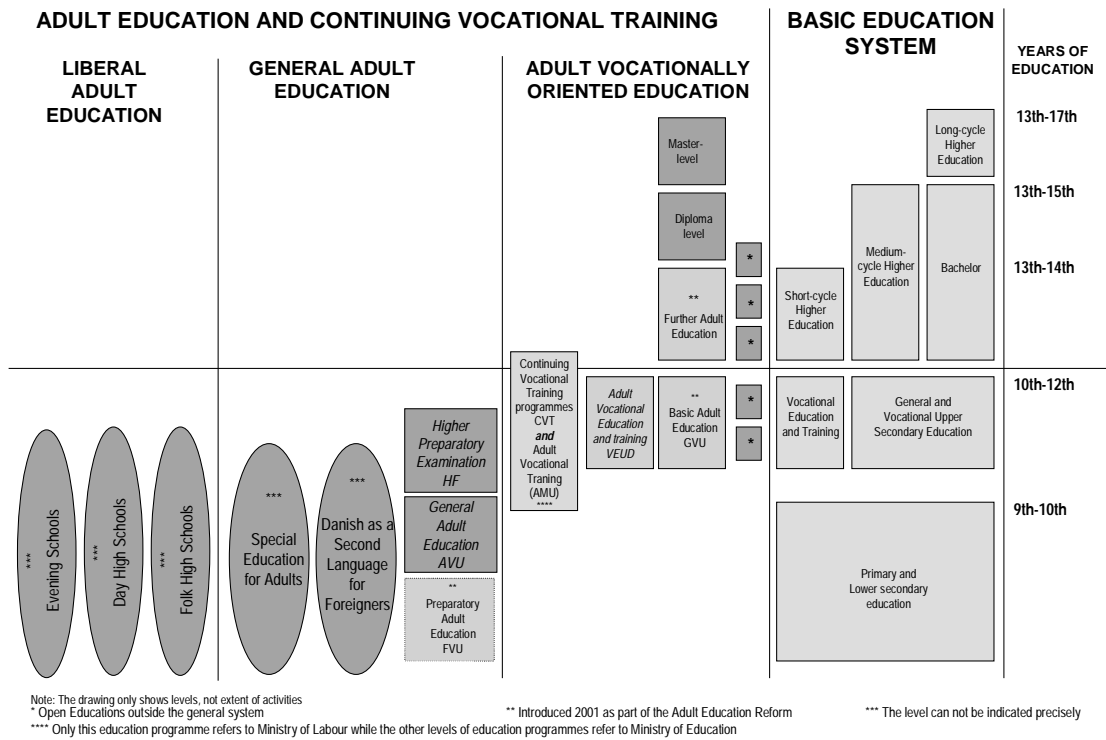 ADULT EDUCATION AND CONTINUING VOCATIONAL TRAINING
BASIC EDUCATION
SYSTEM
YEARS OF
EDUCATION
LIBERAL
ADULT
EDUCATION
GENERAL ADULT
EDUCATION
ADULT VOCATIONALLY
ORIENTED EDUCATION
*** Evening Schools
*** Day High Schools
*** Folk High Schools
***
Special
Education
for Adults
***
Danish as a
Second
Language
for
Foreigners
Higher
Preparatory
Examination
HF
General
Adult
Education
AVU
**
Preparatory
Adult
Education
FVU
Continuing
Vocational
Training
programmes
CVT
and
Adult
Vocational
Traning
(AMU)
****
Adult
Vocational
Education
and training
VEUD
Master-
level
Diploma
level
**
Further Adult
Education
**
Basic Adult
Education
GVU
*
*
*
*
*
Short-cycle
Higher
Education
Medium-
cycle Higher
Education
Long-cycle
Higher
Education
Bachelor
Vocational
Education
and Training
General and
Vocational Upper
Secondary Education
Primary and
Lower secondary
education
13th-17th
13th-15th
13th-14th
10th-12th
9th-10th
Note: The drawing only shows levels, not extent of activities
* Open Educations outside the general system
** Introduced 2001 as part of the Adult Education Reform
*** The level can not be indicated precisely
**** Only this education programme refers to Ministry of Labour while the other levels of education programmes refer to Ministry of Education